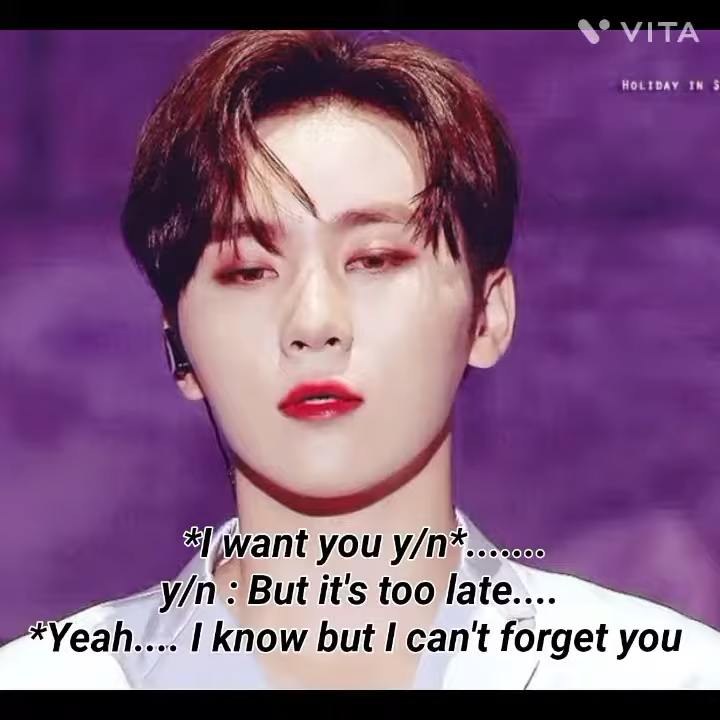 VITA
HOLIDAY IN S
*I want you y/n*.......
y/n : But it's too late....
*Yeah.... I know but I can't forget you